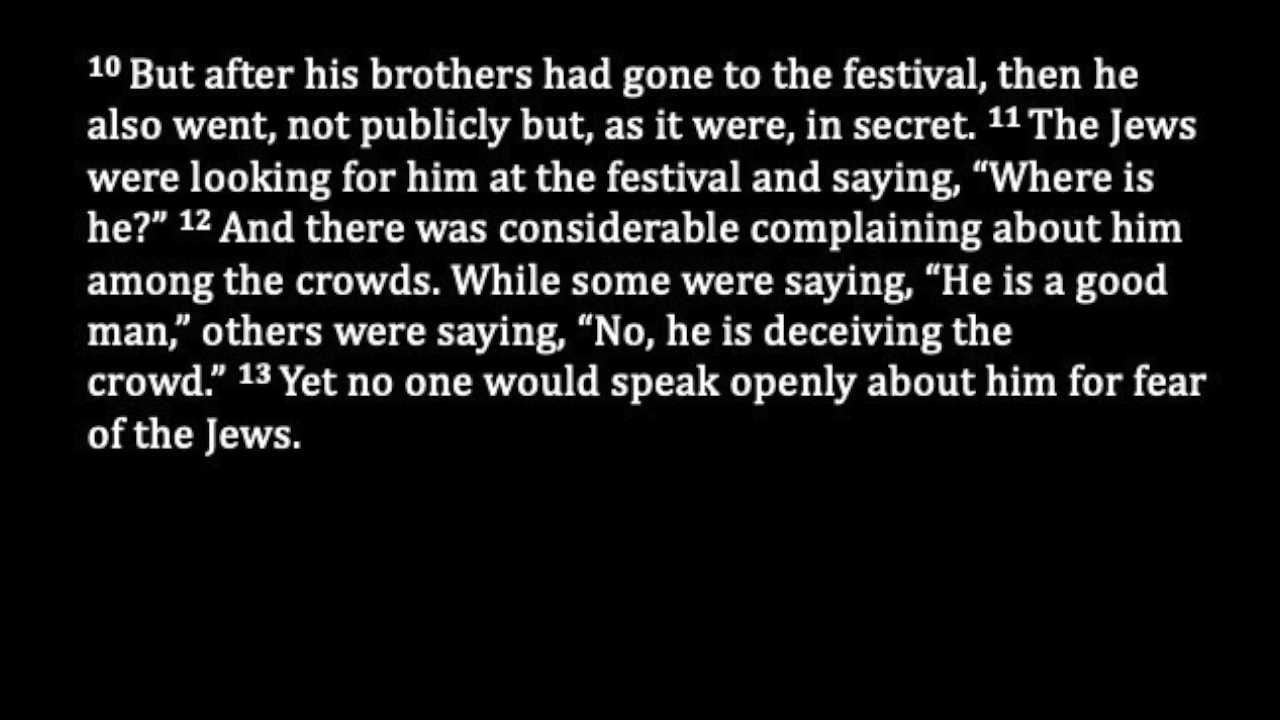 10 But after his brothers had gone to the festival, then he
also went, not publicly but, as it were, in secret. 11 The Jews
were looking for him at the festival and saying, “Where is
he?” 12 And there was considerable complaining about him
among the crowds. While some were saying, “He is a good
man,” others were saying, “No, he is deceiving the
crowd.” 13 Yet no one would speak openly about him for fear
of the Jews.